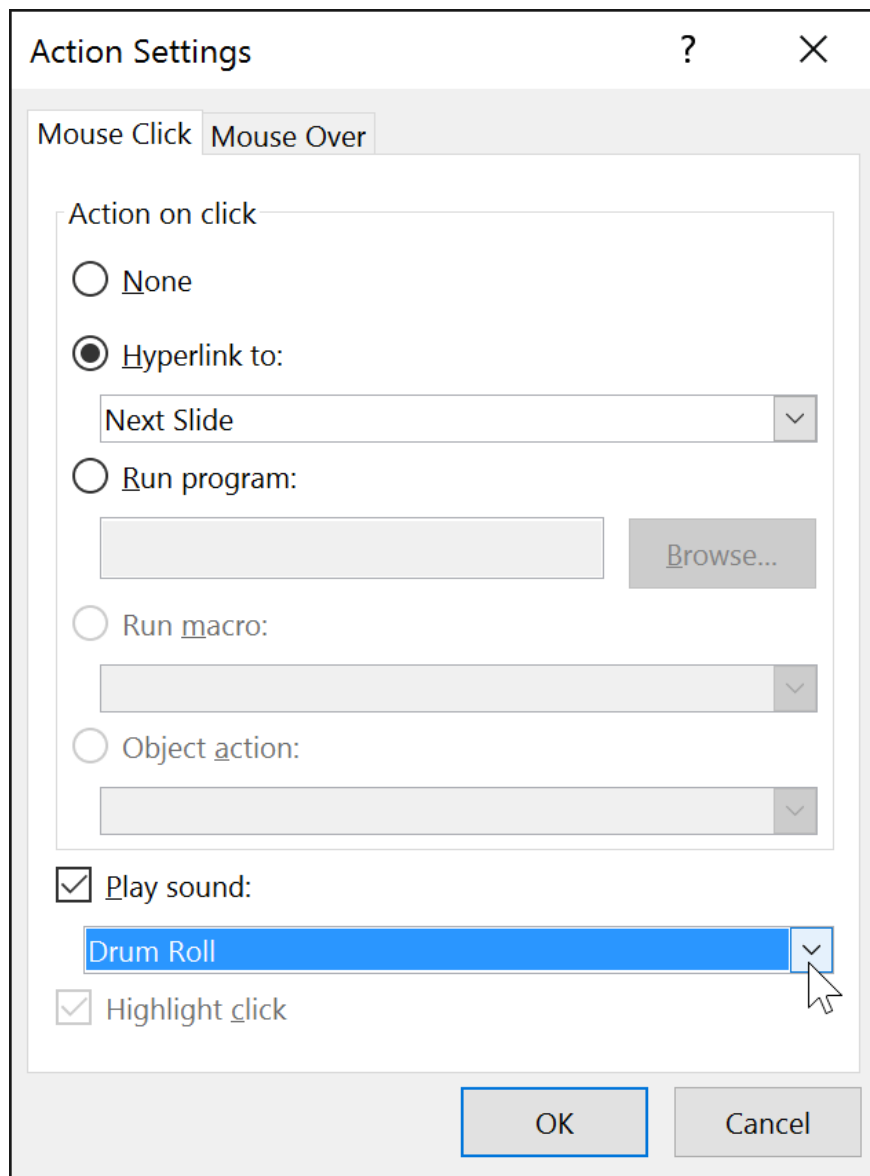 Action Settings ?
Mouse Click Mouse Over
Action on click
None
Hyperlink to:
Next Slide
Run program:
Browse...
Run macro:
Object action:
Play sound:
Drum Roll
Highlight click
OK Cancel